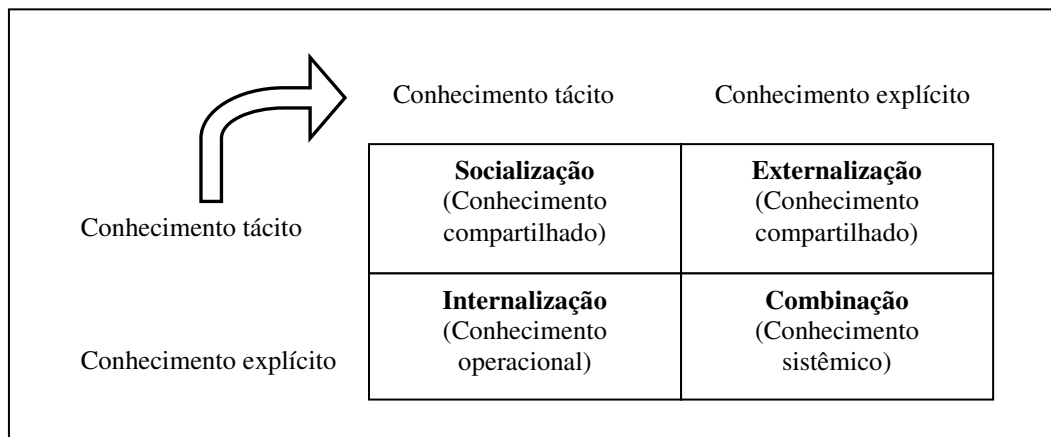 Conhecimento tácito Conhecimento explícito
Socialização Externalização
(Conhecimento (Conhecimento
compartilhado) compartilhado)
Conhecimento tácito
Internalização Combinação
(Conhecimento (Conhecimento
operacional) sistêmico)
Conhecimento explícito